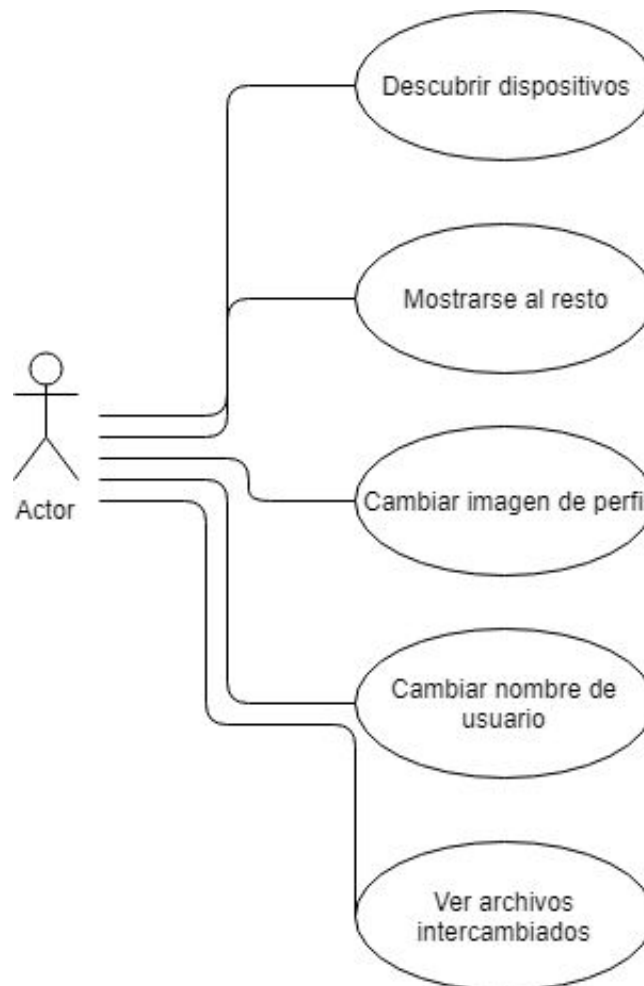 Descubrir dispositivos
Mostrarse al resto
Actor
Cambiar imagen de perfi
Cambiar nombre de
usuario
Ver archivos
intercambiados